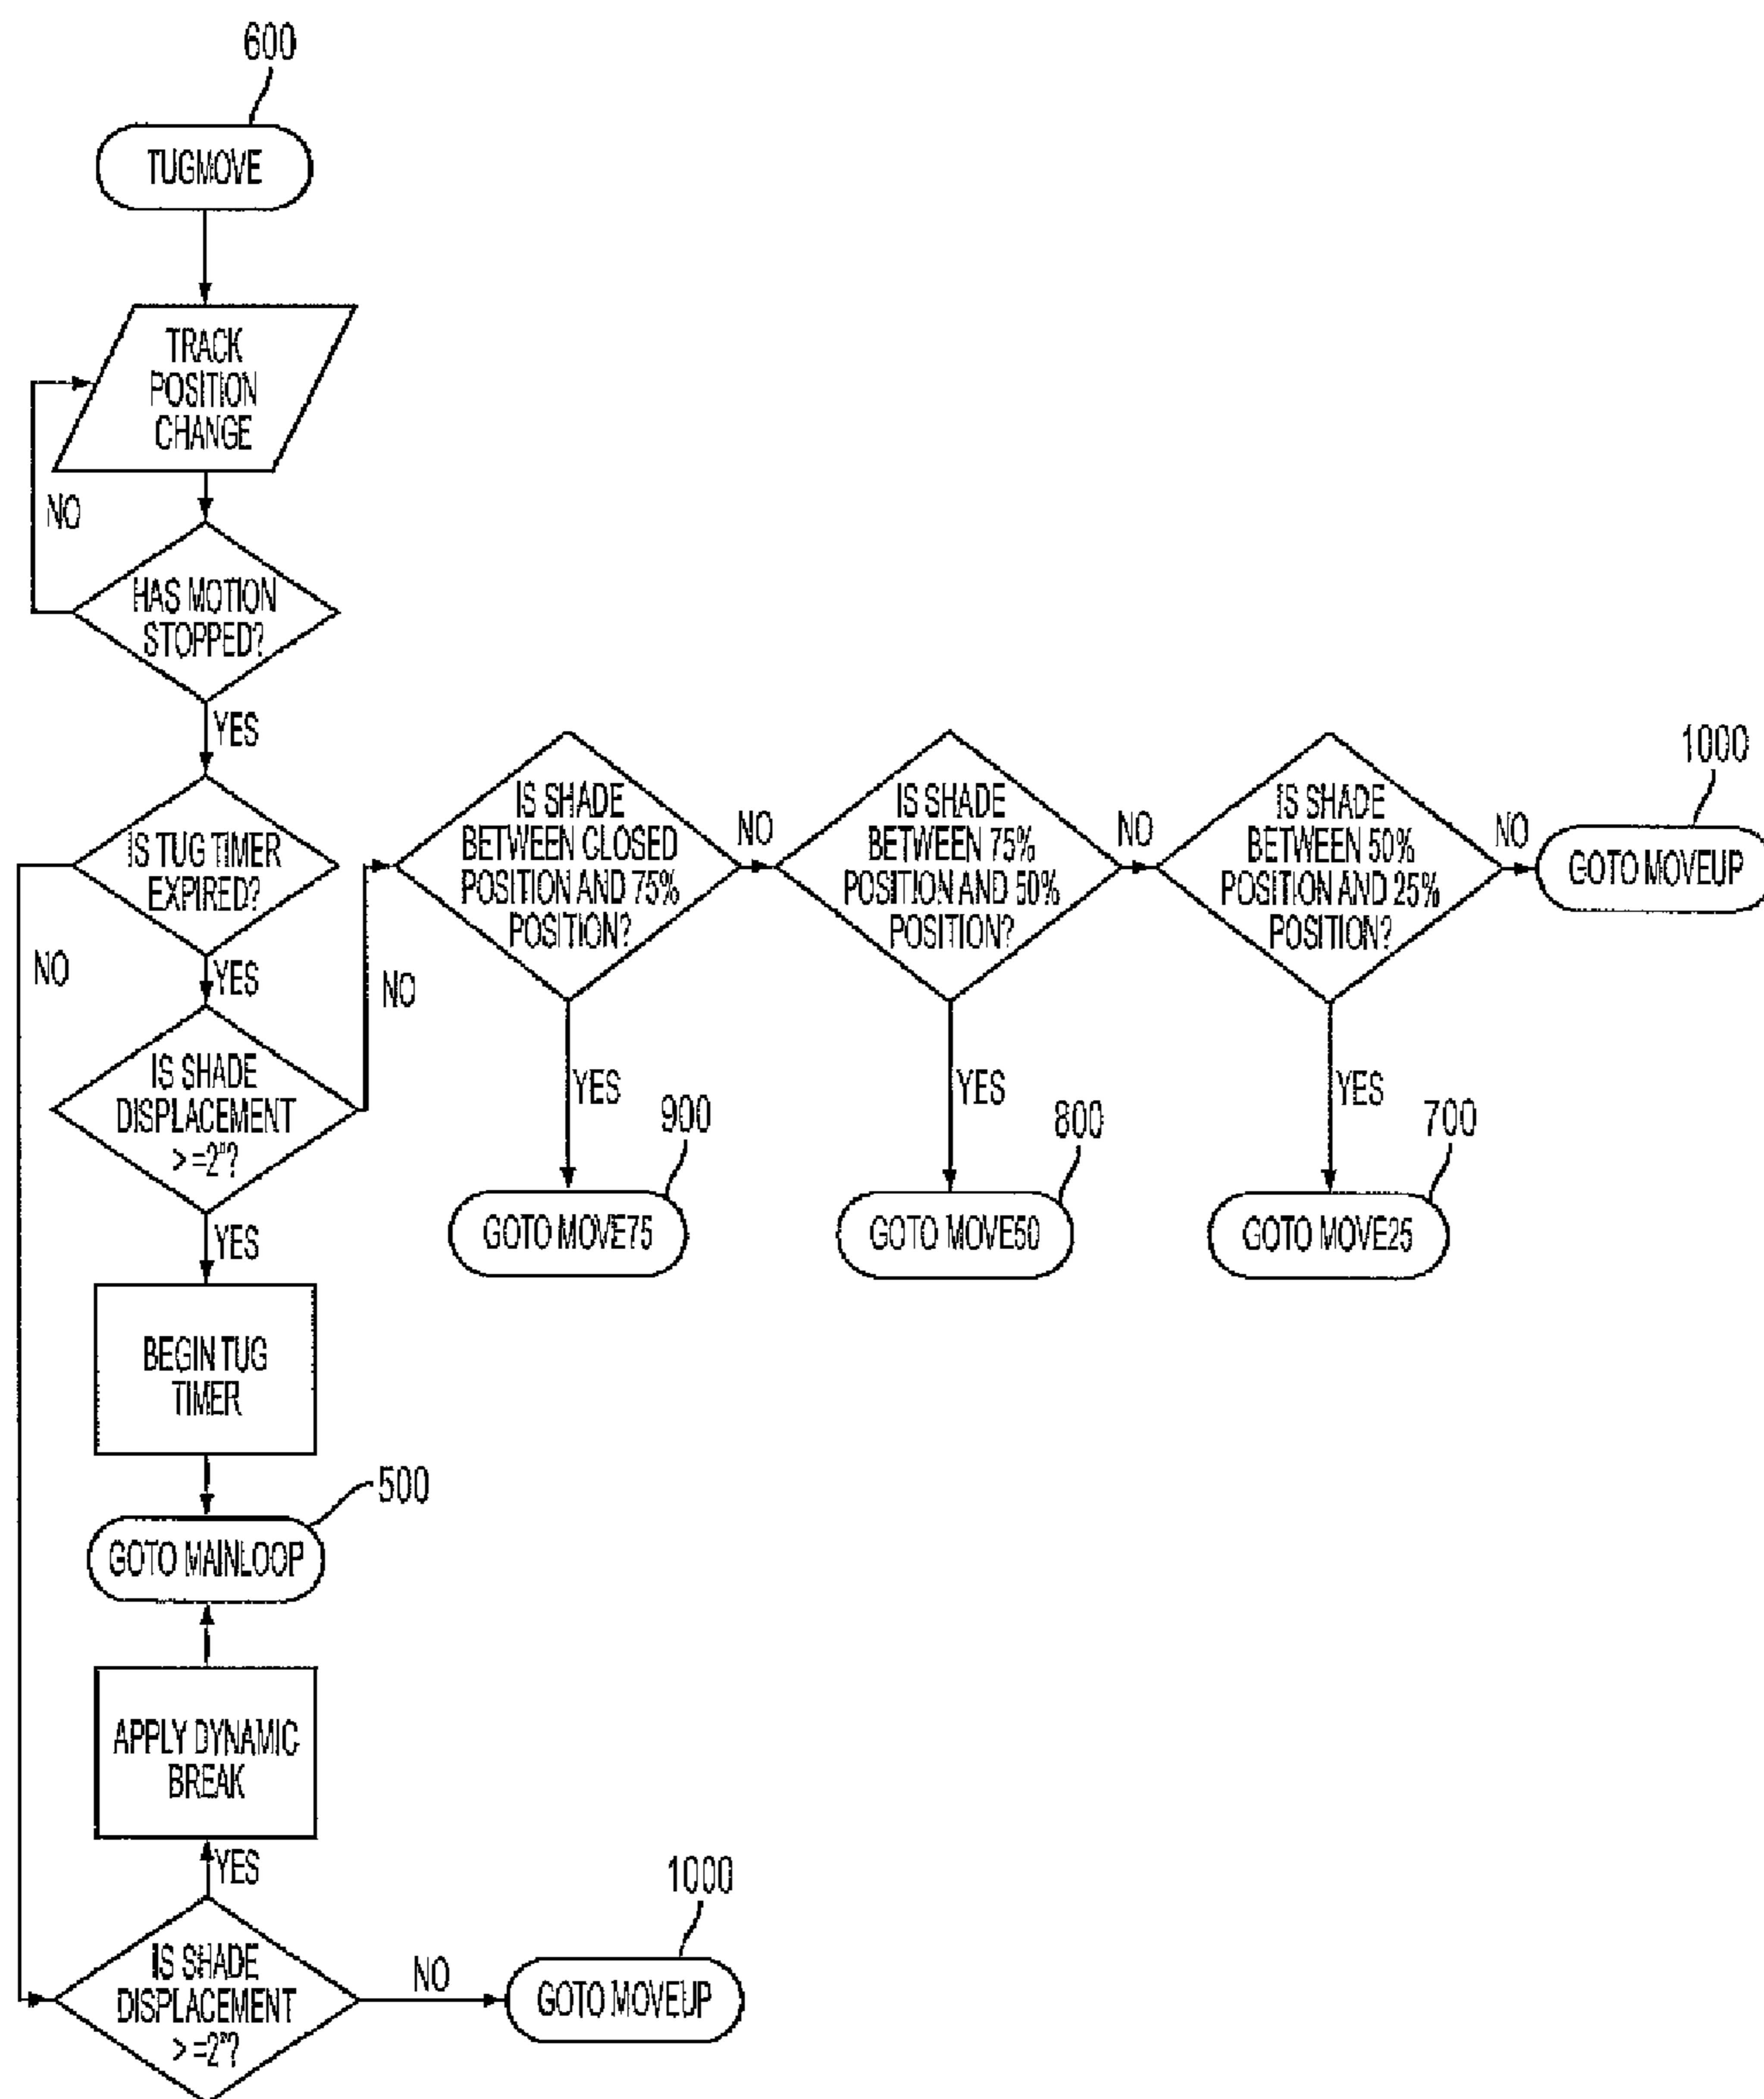 600
TUGMOVE
TRACK
POSITION
CHANGE
NO
HAS MOTION
STOPPED?
YES
IS TUG TIMER
EXPIRED?
NO
YES
IS SHADE
DISPLACEMENT
>=2"?
NO
YES
IS SHADE
BETWEEN CLOSED
POSITION AND 75%
POSITION?
NO
YES
900
GOTO MOVE75
IS SHADE
BETWEEN 75%
POSITION AND 50%
POSITION?
NO
YES
800
GOTO MOVE50
IS SHADE
BETWEEN 50%
POSITION AND 25%
POSITION?
NO
YES
700
GOTO MOVE25
1000
GOTO MOVEUP
BEGIN TUG
TIMER
500
GOTO MAINLOOP
APPLY DYNAMIC
BREAK
YES
IS SHADE
DISPLACEMENT
>=2"?
NO
1000
GOTO MOVEUP